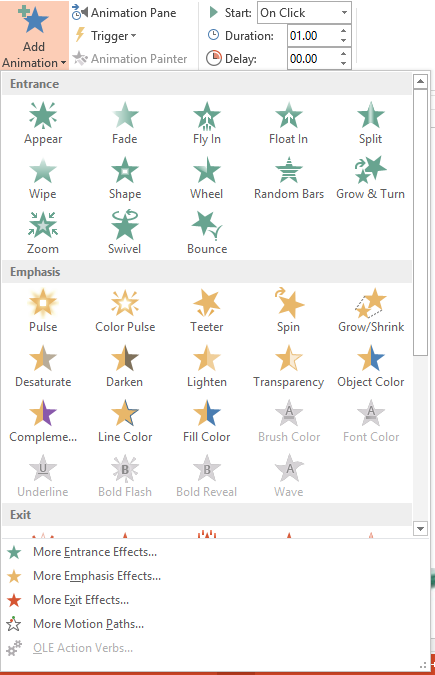 Add
Animation
Animation Pane
Trigger
Animation Painter
Start: On Click
Duration: 01.00
Delay: 00.00
Entrance
Appear Fade Fly In Float In Split
Wipe Shape Wheel Random Bars Grow & Turn
Zoom Swivel Bounce
Emphasis
Pulse Color Pulse Teeter Spin Grow/Shrink
Desaturate Darken Lighten Transparency Object Color
Compleme... Line Color Fill Color Brush Color Font Color
Underline Bold Flash Bold Reveal Wave
Exit
More Entrance Effects...
More Emphasis Effects...
More Exit Effects...
More Motion Paths...
OLE Action Verbs...